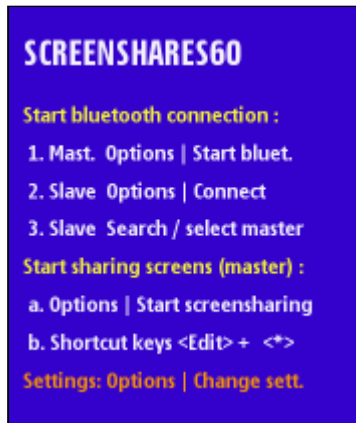 SCREENSHARES60
Start bluetooth connection :
1. Mast. Options | Start bluet.
2. Slave Options | Connect
3. Slave Search / select master
Start sharing screens (master) :
a. Options | Start screensharing
b. Shortcut keys <Edit> + <*>
Settings: Options | Change sett.